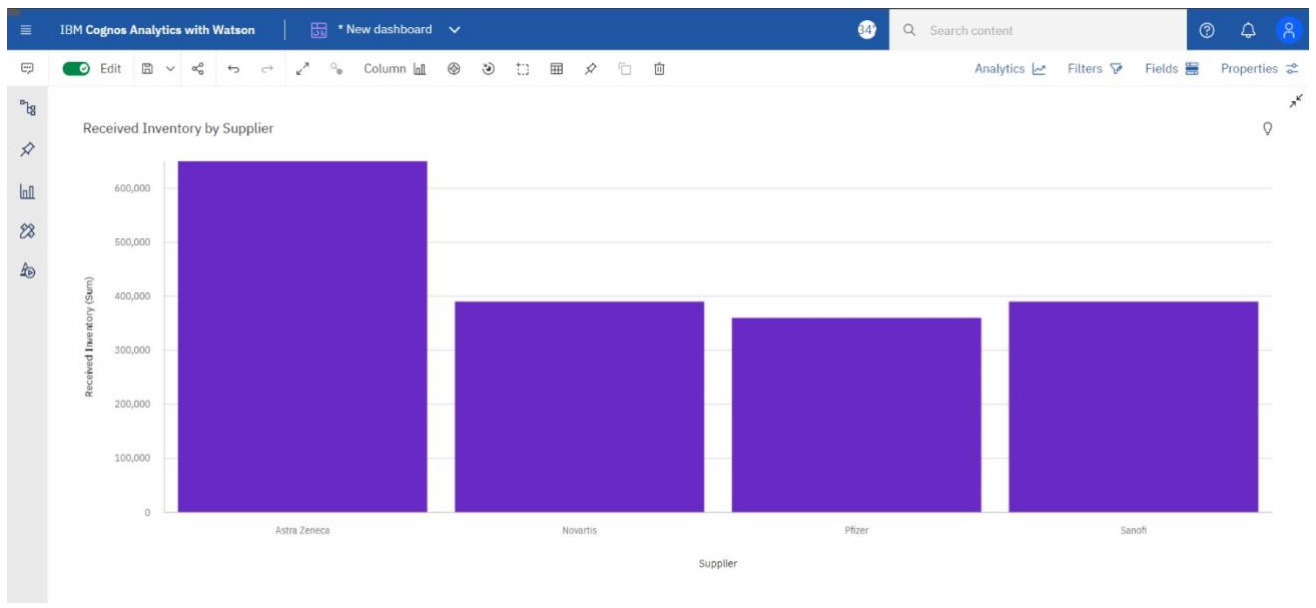 IBM Cognos Analytics with Watson
* New dashboard
Search content
Edit
Column
Analytics
Filters
Fields
Properties
Received Inventory by Supplier
600,000
500,000
400,000
300,000
200,000
100,000
0
Received Inventory (Sum)
Astra Zeneca
Novartis
Pfizer
Sanofi
Supplier